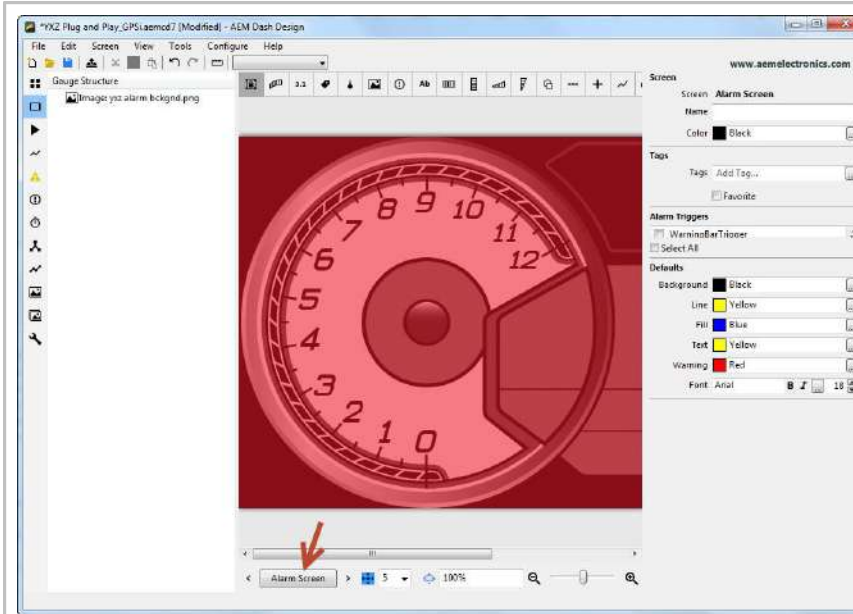 *YXZ Plug and Play_GPSi.aemcd7 [Modified] - AEM Dash Design
File Edit Screen View Tools Configure Help
www.aemelectronics.com
Gauge Structure
Image: yxz alarm bckgnd.png
3.2
Ab
Screen
Screen Alarm Screen
Name
Color Black
Tags
Tags Add Tag...
Favorite
Alarm Triggers
WarningBarTrigger
Select All
Defaults
Background Black
Line Yellow
Fill Blue
Text Yellow
Warning Red
Font Arial B I ... 18
0
1
2
3
4
5
6
7
8
9
10
11
12
< Alarm Screen > 5 100%